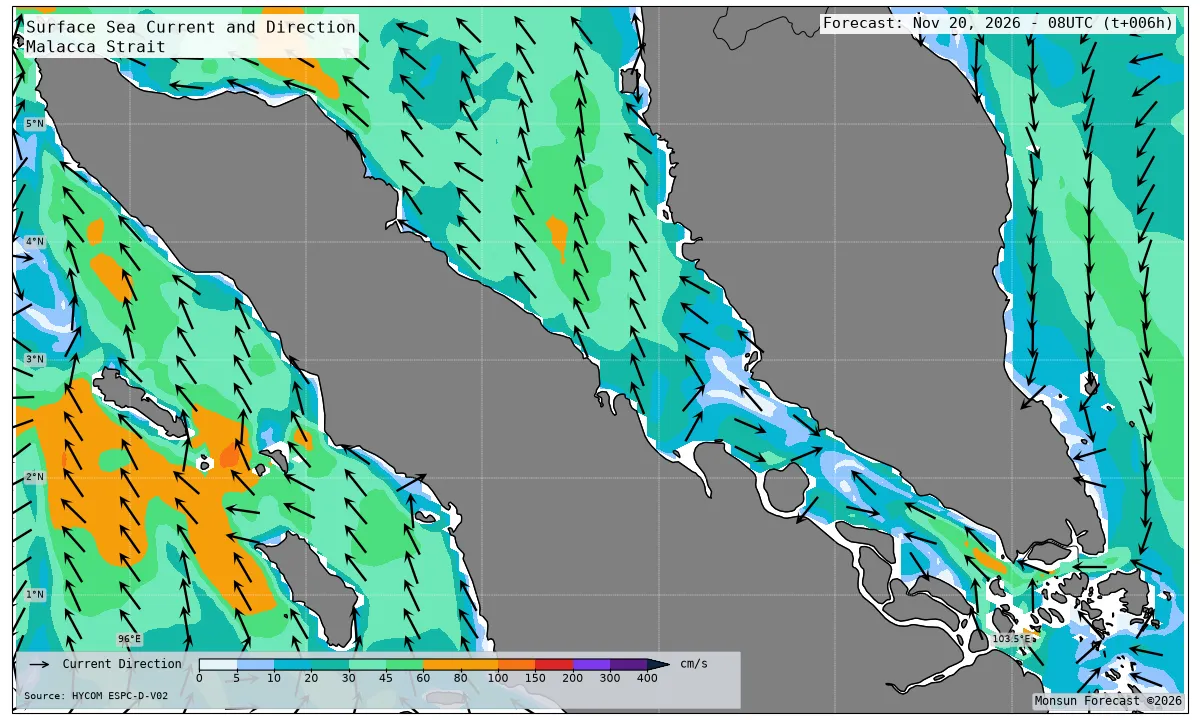 Surface Sea Current and Direction
Malacca Strait
Forecast: Nov 20, 2026 - 08UTC (t+006h)
5°N
4°N
3°N
2°N
1°N
96°E
103.5°E
Current Direction
0 5 10 20 30 45 60 80 100 150 200 300 400
cm/s
Source: HYCOM ESPC-D-V02
Monsun Forecast ©2026